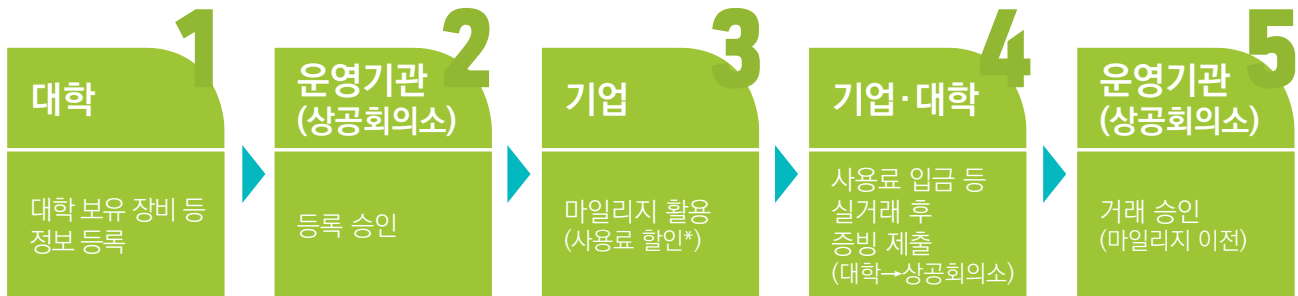 1
대학
대학 보유 장비 등
정보 등록
2
운영기관
(상공회의소)
등록 승인
3
기업
마일리지 활용
(사용료 할인*)
4
기업·대학
사용료 입금 등
실거래 후
증빙 제출
(대학→상공회의소)
5
운영기관
(상공회의소)
거래 승인
(마일리지 이전)